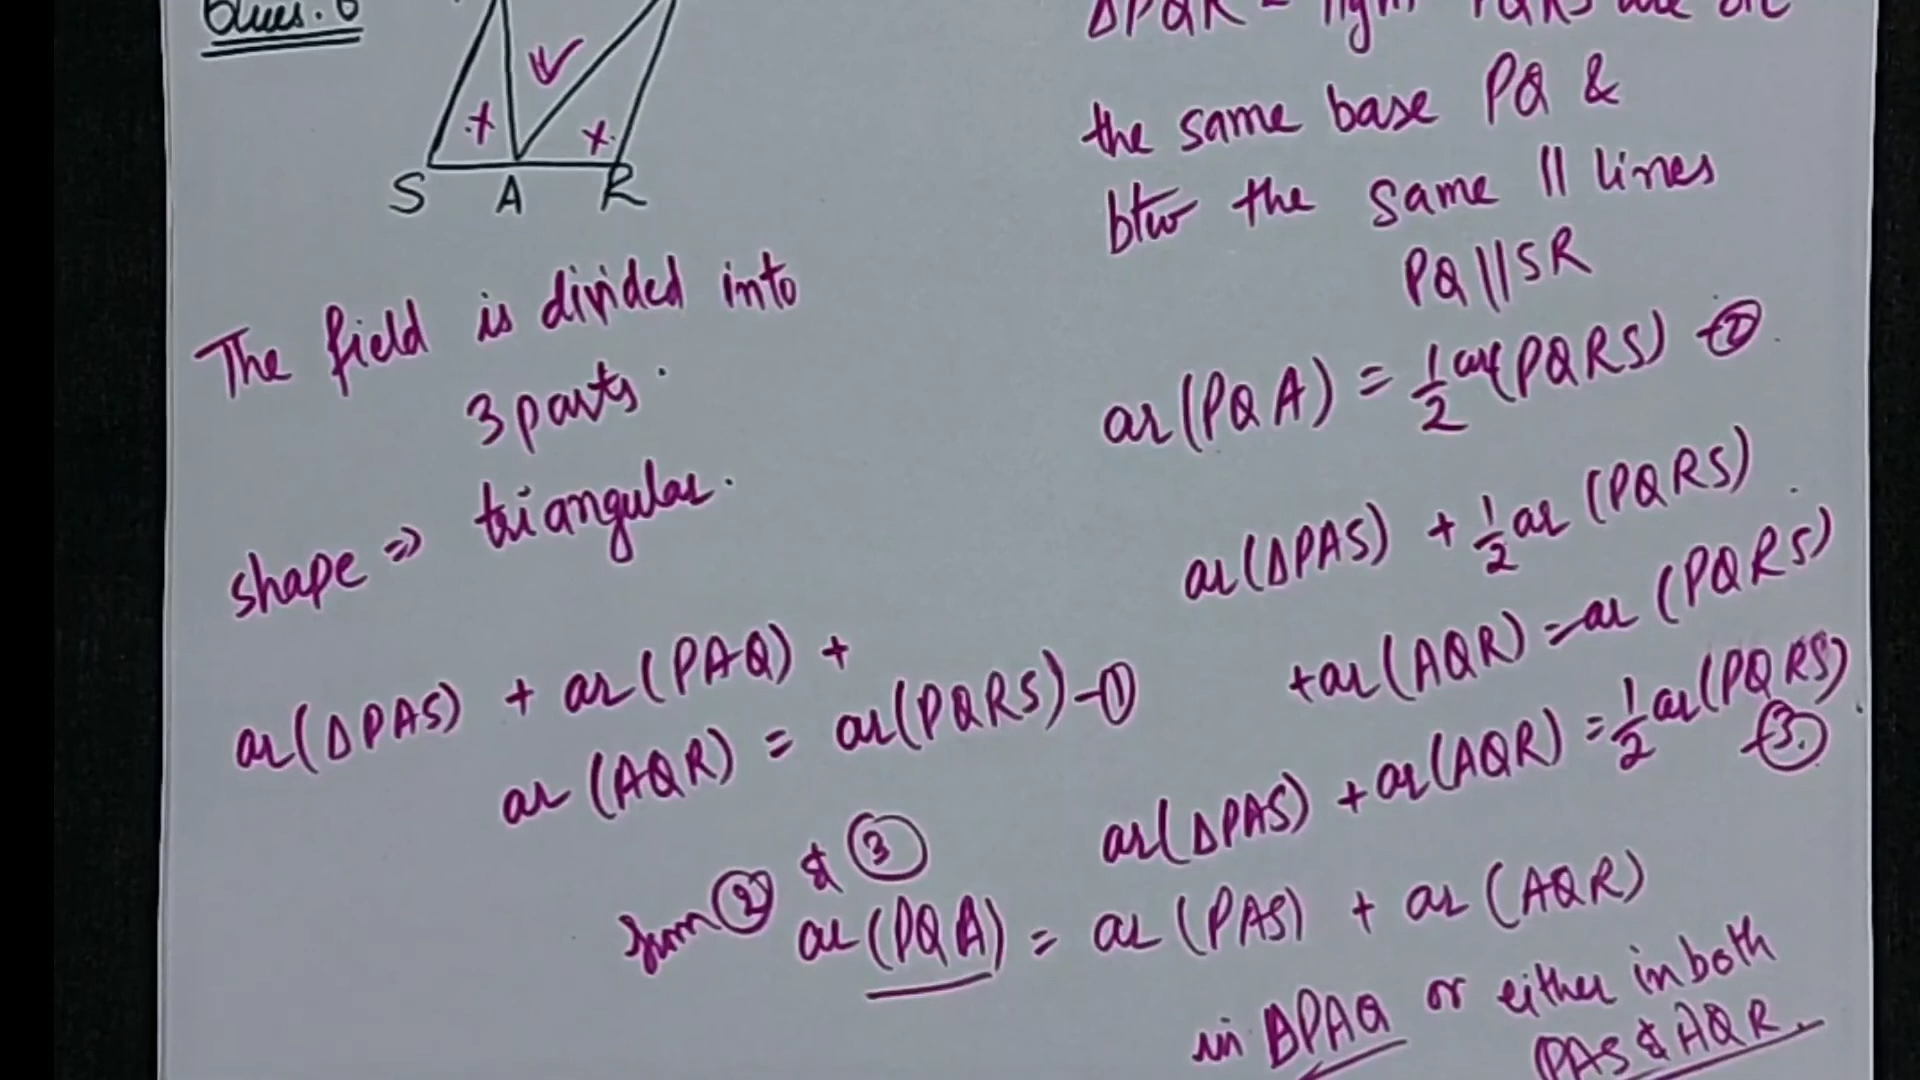 Ques. 6
S A R
The field is divided into
3 parts.
shape => triangular.
ar(ΔPAS) + ar(PAQ) +
ar(AQR) = ar(PQRS) -①
the same base PQ &
btw the same || lines
PQ||SR
ar(PQA) = 1/2 ar(PQRS) -②
ar(ΔPAS) + 1/2 ar(PQRS)
+ar(AQR) = ar(PQRS)
ar(ΔPAS) + ar(AQR) = 1/2 ar(PQRS)
-③.
from ② & ③
ar(PQA) = ar(PAS) + ar(AQR)
in ΔPAQ or either in both
PAS & AQR.